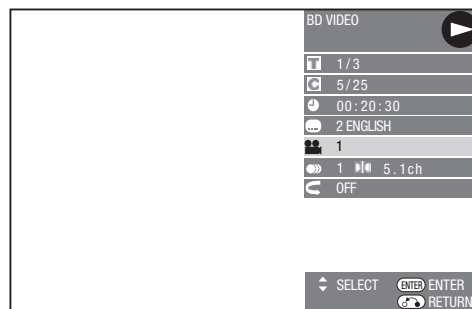 BD VIDEO
T 1/3
C 5/25
00:20:30
2 ENGLISH
1
1 5.1ch
OFF
SELECT ENTER ENTER
RETURN